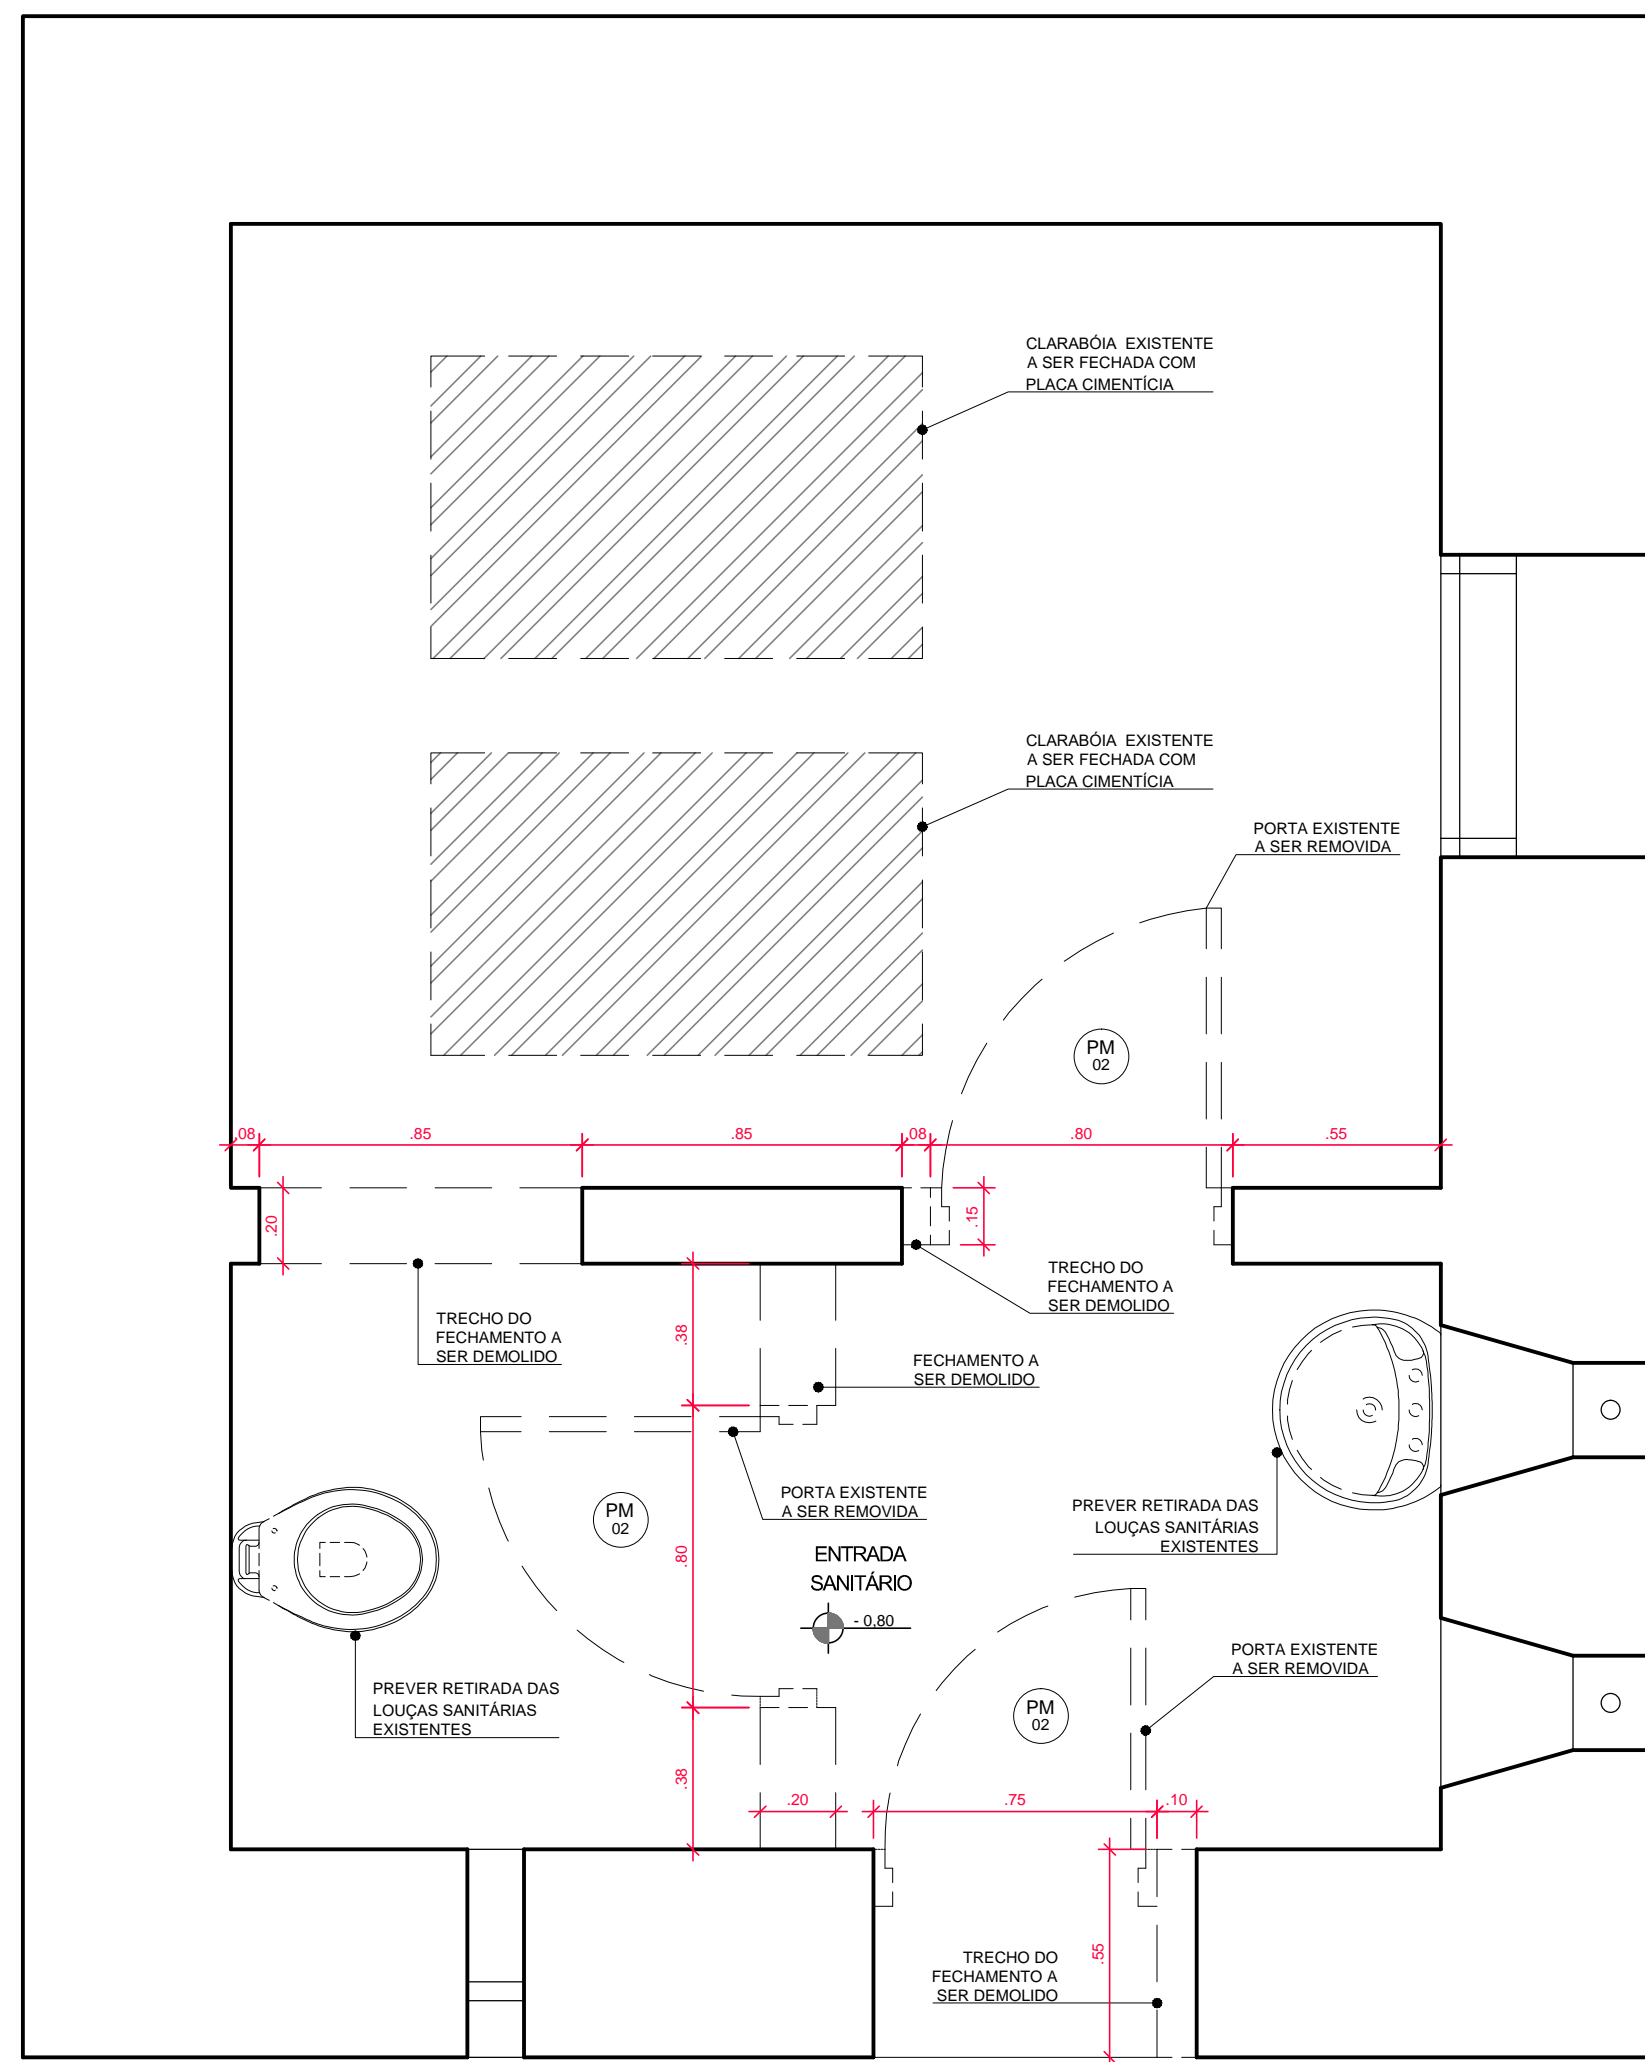 CLARABÓIA  EXISTENTE
A SER FECHADA COM
PLACA CIMENTÍCIA
CLARABÓIA  EXISTENTE
A SER FECHADA COM
PLACA CIMENTÍCIA
PORTA EXISTENTE
A SER REMOVIDA
PM
02
.08
.85
.85
.08
.80
.55
.20
.15
TRECHO DO
FECHAMENTO A
SER DEMOLIDO
TRECHO DO
FECHAMENTO A
SER DEMOLIDO
.38
FECHAMENTO A
SER DEMOLIDO
PORTA EXISTENTE
A SER REMOVIDA
PM
02
PREVER RETIRADA DAS
LOUÇAS SANITÁRIAS
EXISTENTES
.80
ENTRADA
SANITÁRIO
- 0,80
PORTA EXISTENTE
A SER REMOVIDA
PREVER RETIRADA DAS
LOUÇAS SANITÁRIAS
EXISTENTES
PM
02
.38
.20
.75
.10
.55
TRECHO DO
FECHAMENTO A
SER DEMOLIDO